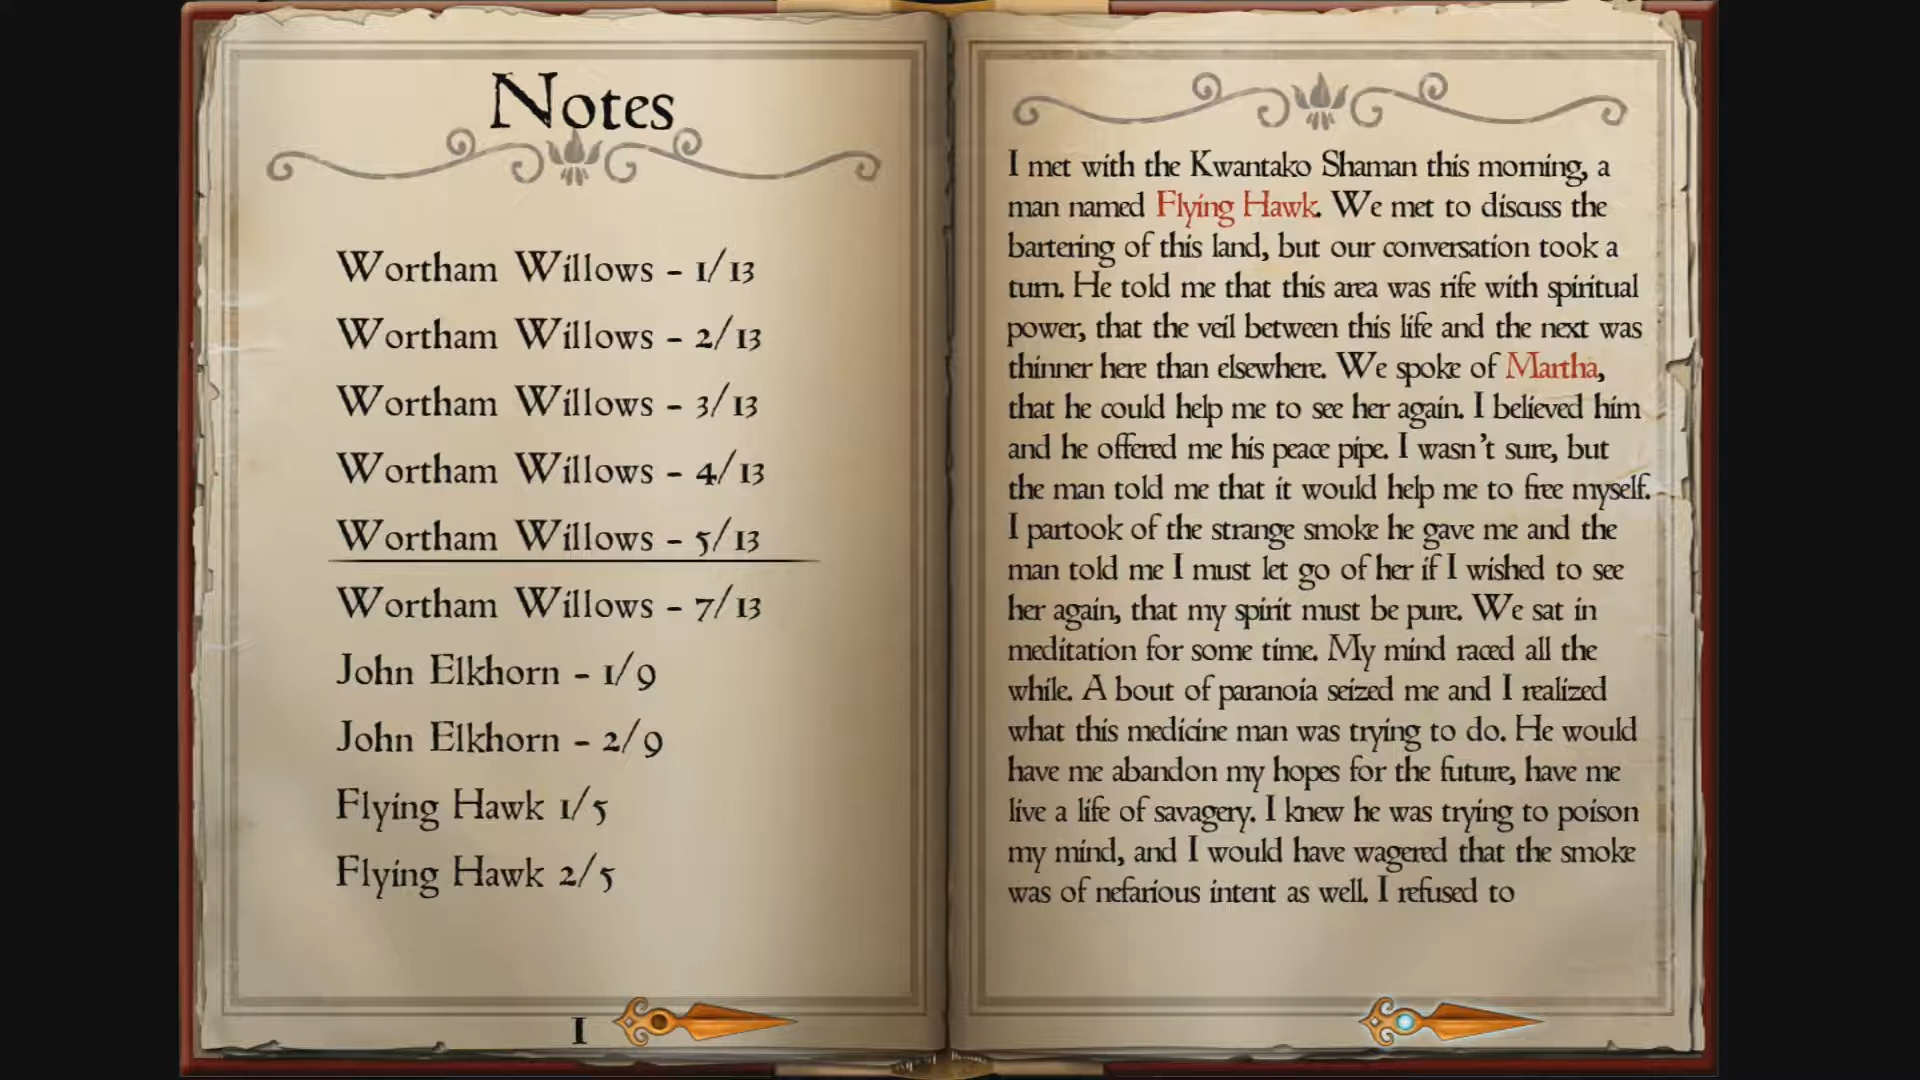 Notes
Wortham Willows - 1/13
Wortham Willows - 2/13
Wortham Willows - 3/13
Wortham Willows - 4/13
Wortham Willows - 5/13
Wortham Willows - 7/13
John Elkhorn - 1/9
John Elkhorn - 2/9
Flying Hawk 1/5
Flying Hawk 2/5
1
I met with the Kwantako Shaman this morning, a
man named Flying Hawk. We met to discuss the
bartering of this land, but our conversation took a
turn. He told me that this area was rife with spiritual
power, that the veil between this life and the next was
thinner here than elsewhere. We spoke of Martha,
that he could help me to see her again. I believed him
and he offered me his peace pipe. I wasn't sure, but
the man told me that it would help me to free myself.
I partook of the strange smoke he gave me and the
man told me I must let go of her if I wished to see
her again, that my spirit must be pure. We sat in
meditation for some time. My mind raced all the
while. A bout of paranoia seized me and I realized
what this medicine man was trying to do. He would
have me abandon my hopes for the future, have me
live a life of savagery. I knew he was trying to poison
my mind, and I would have wagered that the smoke
was of nefarious intent as well. I refused to